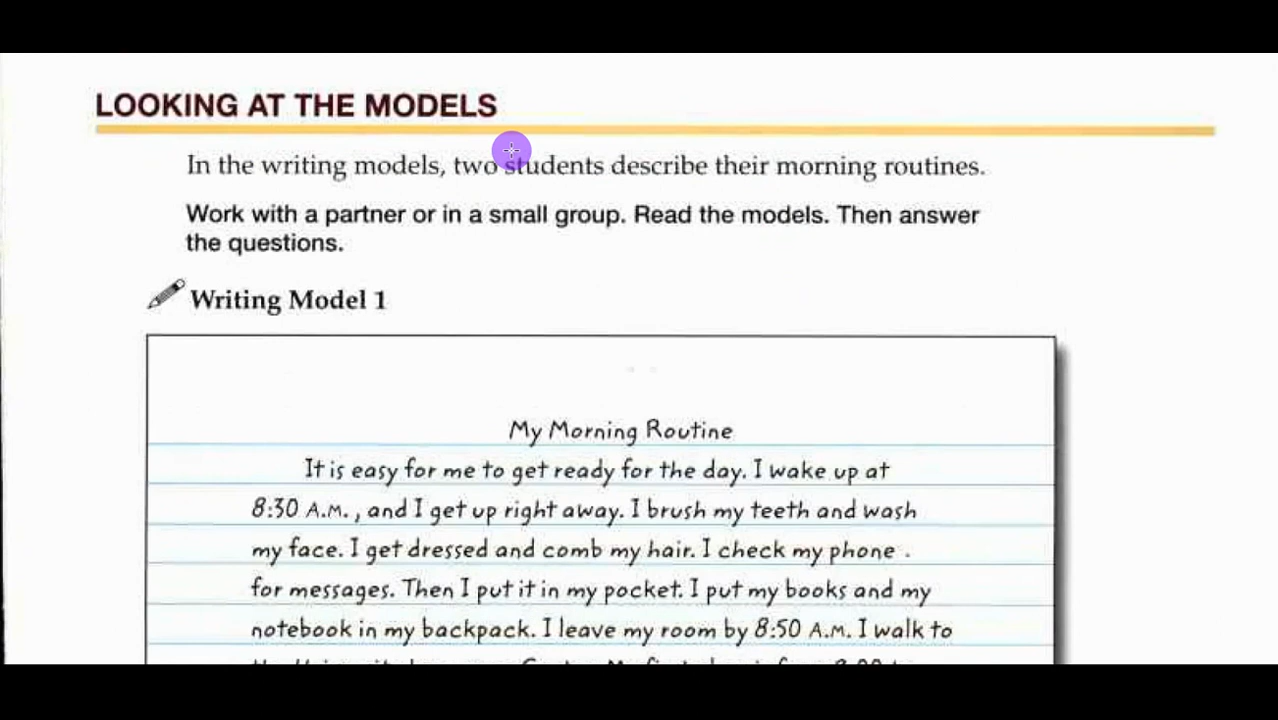 LOOKING AT THE MODELS
In the writing models, two students describe their morning routines.
Work with a partner or in a small group. Read the models. Then answer
the questions.
Writing Model 1
My Morning Routine
It is easy for me to get ready for the day. I wake up at
8:30 A.M., and I get up right away. I brush my teeth and wash
my face. I get dressed and comb my hair. I check my phone .
for messages. Then I put it in my pocket. I put my books and my
notebook in my backpack. I leave my room by 8:50 A.M. I walk to